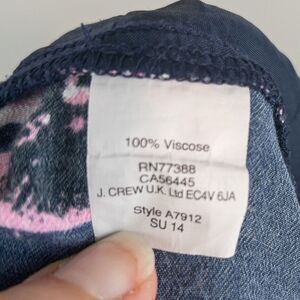 100% Viscose
RN77388
CA56445
J. CREW U.K. Ltd EC4V 6JA
Style A7912
SU 14